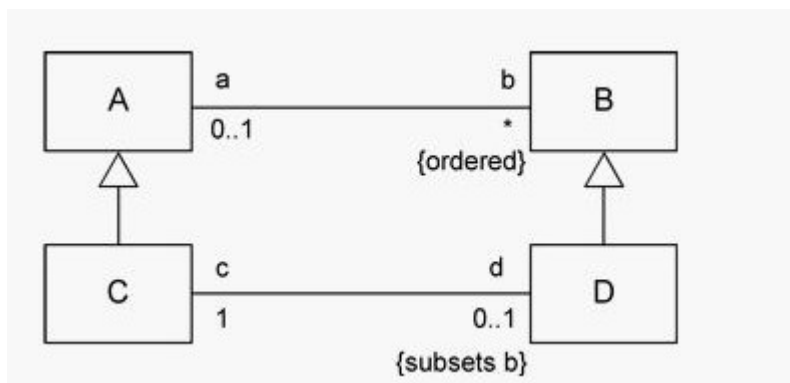 a b
A B
0..1 *
{ordered}
c d
C D
1 0..1
{subsets b}